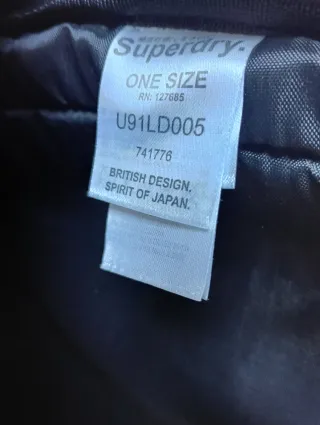 Superdry.
ONE SIZE
RN: 127685
U91LD005
741776
BRITISH DESIGN.
SPIRIT OF JAPAN.